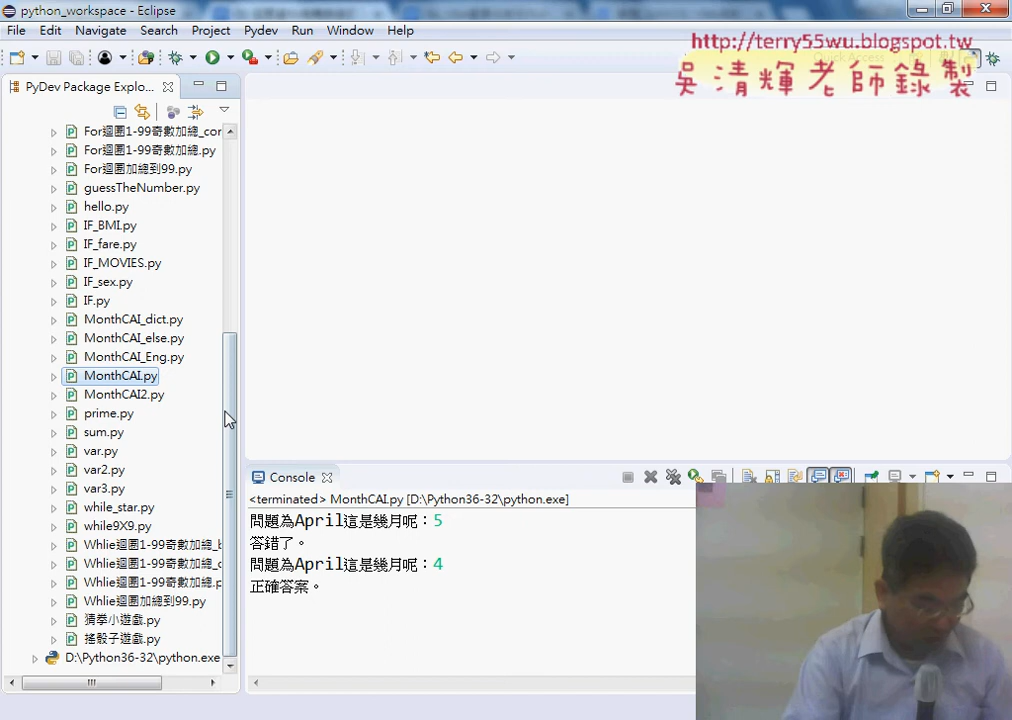 python_workspace - Eclipse
File Edit Navigate Search Project Pydev Run Window Help
http://terry55wu.blogspot.tw
Quick Access
吳清輝老師錄製
PyDev Package Explo...
For迴圈1-99奇數加總_cor
For迴圈1-99奇數加總.py
For迴圈加總到99.py
guessTheNumber.py
hello.py
IF_BMI.py
IF_fare.py
IF_MOVIES.py
IF_sex.py
IF.py
MonthCAI_dict.py
MonthCAI_else.py
MonthCAI_Eng.py
MonthCAI.py
MonthCAI2.py
prime.py
sum.py
var.py
var2.py
var3.py
while_star.py
while9X9.py
Whlie迴圈1-99奇數加總_b
Whlie迴圈1-99奇數加總_c
Whlie迴圈1-99奇數加總.p
Whlie迴圈加總到99.py
猜拳小遊戲.py
搖骰子遊戲.py
D:\Python36-32\python.exe
Console
<terminated> MonthCAI.py [D:\Python36-32\python.exe]
問題為April這是幾月呢：5
答錯了。
問題為April這是幾月呢：4
正確答案。